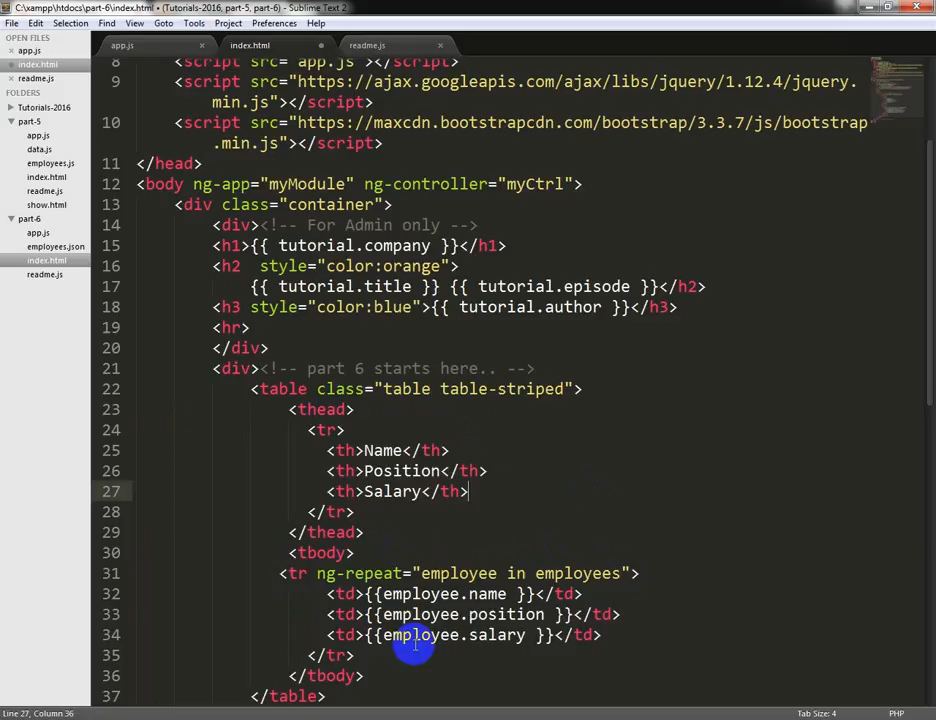 C:\xampp\htdocs\part-6\index.html • (Tutorials-2016, part-5, part-6) - Sublime Text 2
File Edit Selection Find View Goto Tools Project Preferences Help
OPEN FILES
app.js
index.html
readme.js
FOLDERS
Tutorials-2016
part-5
app.js
data.js
employees.js
index.html
readme.js
show.html
part-6
app.js
employees.json
index.html
readme.js
app.js
index.html
readme.js
8 <script src="app.js"></script>
9 <script src="https://ajax.googleapis.com/ajax/libs/jquery/1.12.4/jquery.
min.js"></script>
10 <script src="https://maxcdn.bootstrapcdn.com/bootstrap/3.3.7/js/bootstrap
.min.js"></script>
11 </head>
12 <body ng-app="myModule" ng-controller="myCtrl">
13 <div class="container">
14 <div><!-- For Admin only -->
15 <h1>{{ tutorial.company }}</h1>
16 <h2  style="color:orange">
17 {{ tutorial.title }} {{ tutorial.episode }}</h2>
18 <h3 style="color:blue">{{ tutorial.author }}</h3>
19 <hr>
20 </div>
21 <div><!-- part 6 starts here.. -->
22 <table class="table table-striped">
23 <thead>
24 <tr>
25 <th>Name</th>
26 <th>Position</th>
27 <th>Salary</th>
28 </tr>
29 </thead>
30 <tbody>
31 <tr ng-repeat="employee in employees">
32 <td>{{employee.name }}</td>
33 <td>{{employee.position }}</td>
34 <td>{{employee.salary }}</td>
35 </tr>
36 </tbody>
37 </table>
Line 27, Column 36
Tab Size: 4
PHP